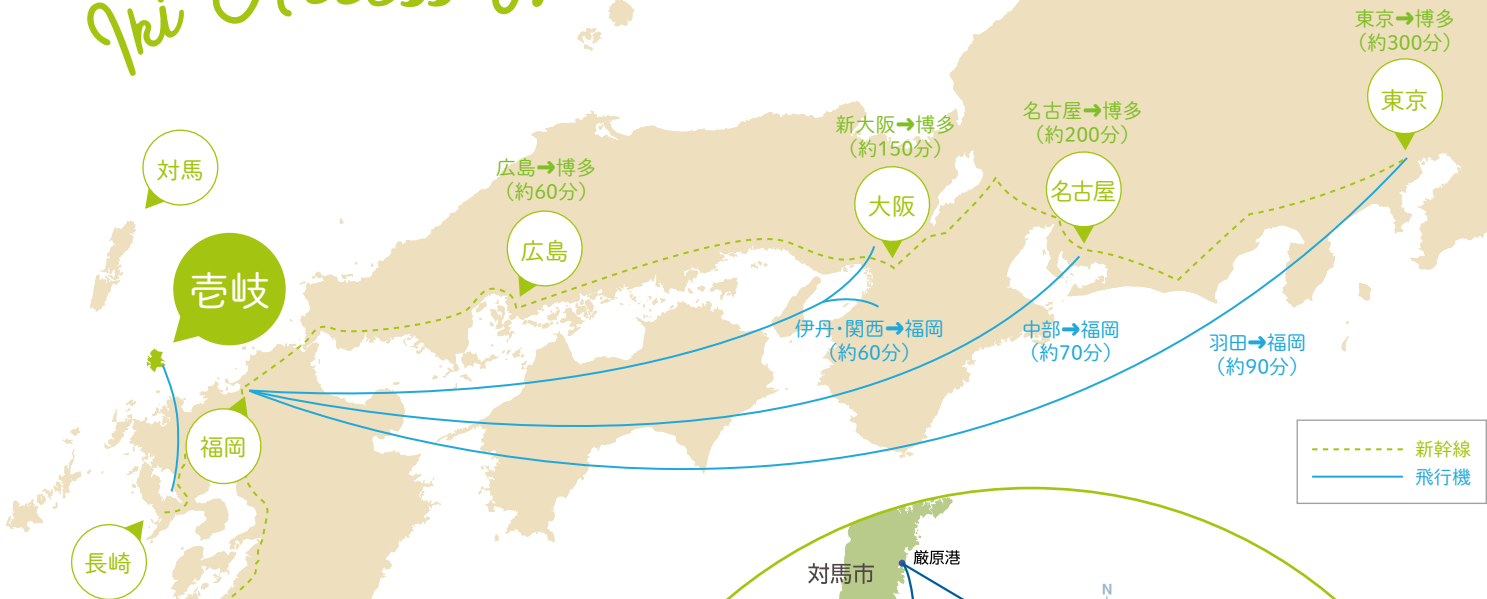 Iki Access
東京➜博多
(約300分)
東京
名古屋➜博多
(約200分)
名古屋
新大阪➜博多
(約150分)
大阪
広島➜博多
(約60分)
広島
対馬
壱岐
伊丹・関西➜福岡
(約60分)
中部➜福岡
(約70分)
羽田➜福岡
(約90分)
福岡
長崎
新幹線
飛行機
厳原港
対馬市
N